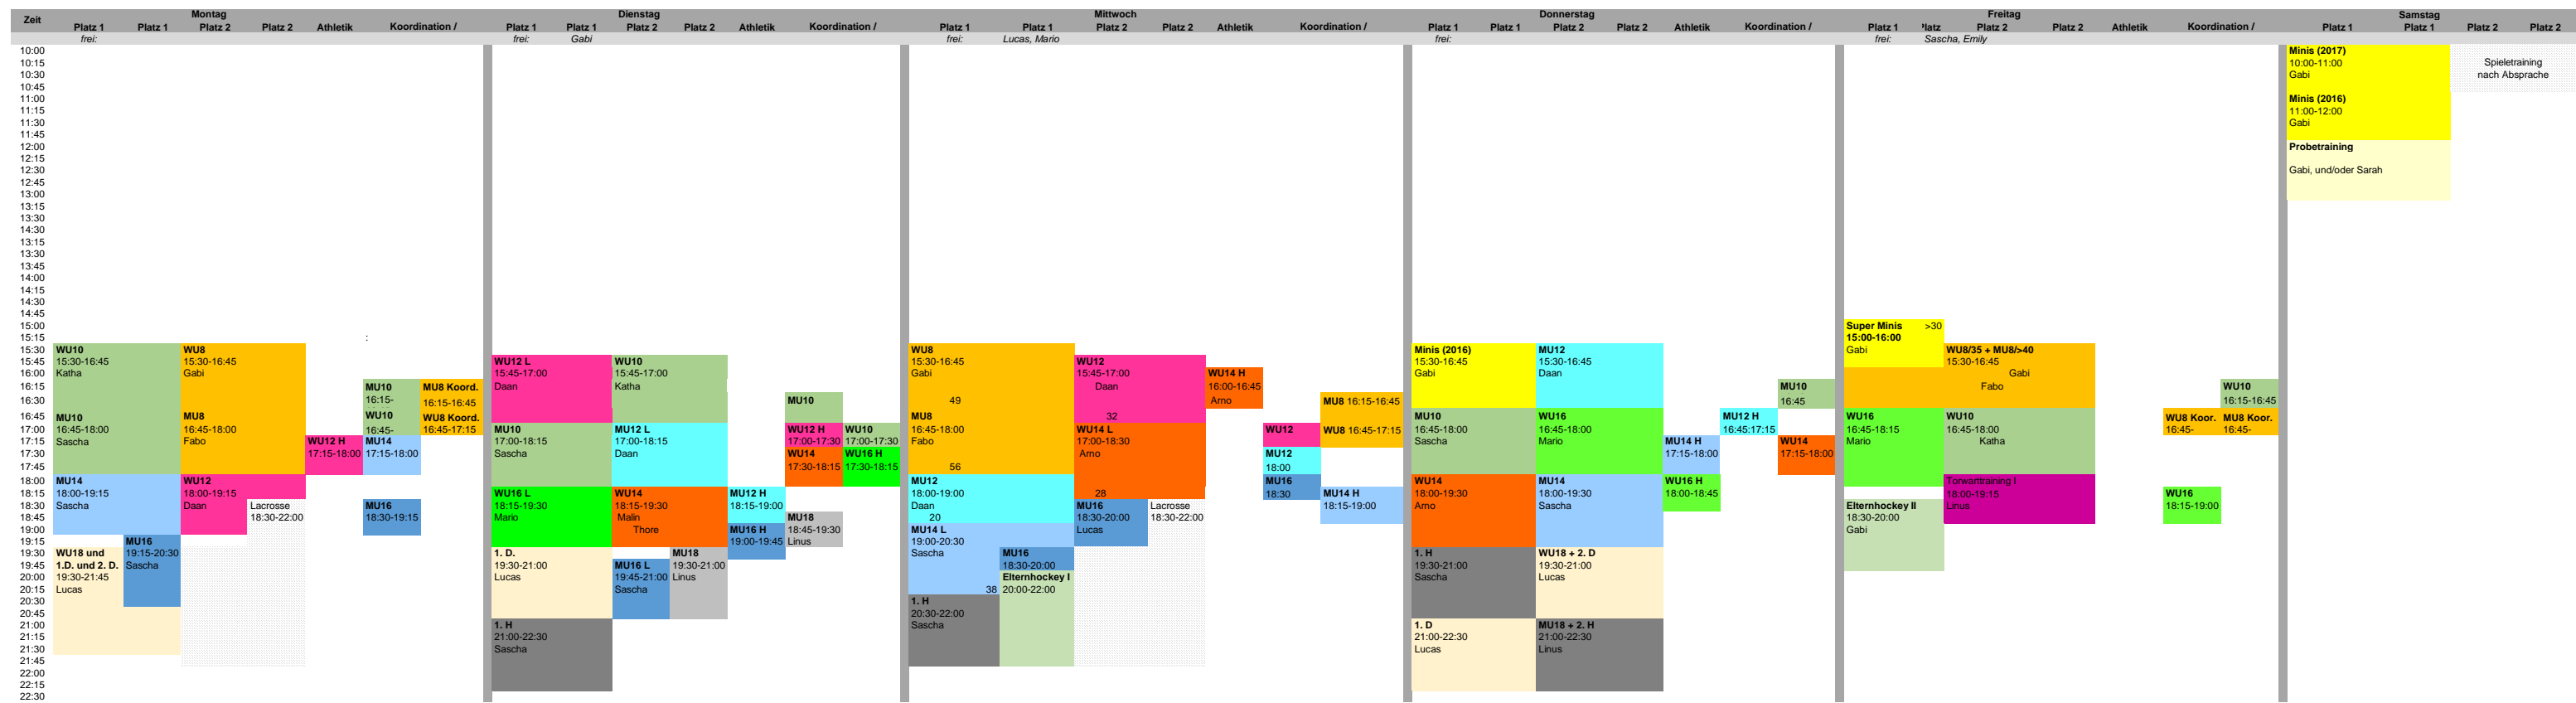 Zeit Montag Dienstag Mittwoch Donnerstag Freitag Samstag
Platz 1 Platz 1 Platz 2 Platz 2 Athletik Koordination / Platz 1 Platz 1 Platz 2 Platz 2 Athletik Koordination / Platz 1 Platz 1 Platz 2 Platz 2 Athletik Koordination / Platz 1 Platz 1 Platz 2 Platz 2 Athletik Koordination / Platz 1 Platz Platz 2 Platz 2 Athletik Koordination / Platz 1 Platz 1 Platz 2 Platz 2
frei: frei: Gabi frei: Lucas, Mario frei: frei: Sascha, Emily
10:00
10:15
10:30
10:45
11:00
11:15
11:30
11:45
12:00
12:15
12:30
12:45
13:00
13:15
13:30
14:30
13:15
13:30
13:45
14:00
14:15
14:30
14:45
15:00
15:15
15:30
15:45
16:00
16:15
16:30
16:45
17:00
17:15
17:30
17:45
18:00
18:15
18:30
18:45
19:00
19:15
19:30
19:45
20:00
20:15
20:30
20:45
21:00
21:15
21:30
21:45
22:00
22:15
22:30
WU10
15:30-16:45
Katha
MU10
16:45-18:00
Sascha
MU14
18:00-19:15
Sascha
WU18 und
1.D. und 2. D.
19:30-21:45
Lucas
MU16
19:15-20:30
Sascha
WU8
15:30-16:45
Gabi
MU8
16:45-18:00
Fabo
WU12
18:00-19:15
Daan
Lacrosse
18:30-22:00
WU12 H
17:15-18:00
:
MU10
16:15-
WU10
16:45-
MU14
17:15-18:00
MU16
18:30-19:15
MU8 Koord.
16:15-16:45
WU8 Koord.
16:45-17:15
WU12 L
15:45-17:00
Daan
MU10
17:00-18:15
Sascha
WU16 L
18:15-19:30
Mario
1. D.
19:30-21:00
Lucas
1. H
21:00-22:30
Sascha
WU10
15:45-17:00
Katha
MU12 L
17:00-18:15
Daan
WU14
18:15-19:30
Malin
Thore
MU16 L
19:45-21:00
Sascha
MU18
19:30-21:00
Linus
MU12 H
18:15-19:00
MU16 H
19:00-19:45
MU10
WU12 H
17:00-17:30
WU14
17:30-18:15
MU18
18:45-19:30
Linus
WU10
17:00-17:30
WU16 H
17:30-18:15
WU8
15:30-16:45
Gabi
49
MU8
16:45-18:00
Fabo
56
MU12
18:00-19:00
Daan
20
MU14 L
19:00-20:30
Sascha
38
1. H
20:30-22:00
Sascha
MU16
18:30-20:00
Elternhockey I
20:00-22:00
WU12
15:45-17:00
Daan
32
WU14 L
17:00-18:30
Arno
28
MU16
18:30-20:00
Lucas
Lacrosse
18:30-22:00
WU14 H
16:00-16:45
Arno
WU12
MU12
18:00
MU16
18:30
MU8 16:15-16:45
WU8 16:45-17:15
MU14 H
18:15-19:00
Minis (2016)
15:30-16:45
Gabi
MU10
16:45-18:00
Sascha
WU14
18:00-19:30
Arno
1. H
19:30-21:00
Sascha
1. D
21:00-22:30
Lucas
MU12
15:30-16:45
Daan
WU16
16:45-18:00
Mario
MU14
18:00-19:30
Sascha
WU18 + 2. D
19:30-21:00
Lucas
MU18 + 2. H
21:00-22:30
Linus
MU14 H
17:15-18:00
WU16 H
18:00-18:45
MU12 H
16:45:17:15
MU10
16:45
WU14
17:15-18:00
Super Minis >30
15:00-16:00
Gabi
WU16
16:45-18:15
Mario
Elternhockey II
18:30-20:00
Gabi
WU8/35 + MU8/>40
15:30-16:45
Gabi
Fabo
WU10
16:45-18:00
Katha
Torwarttraining I
18:00-19:15
Linus
WU8 Koor.
16:45-
WU16
18:15-19:00
WU10
16:15-16:45
MU8 Koor.
16:45-
Minis (2017)
10:00-11:00
Gabi
Minis (2016)
11:00-12:00
Gabi
Probetraining
Gabi, und/oder Sarah
Spieletraining
nach Absprache